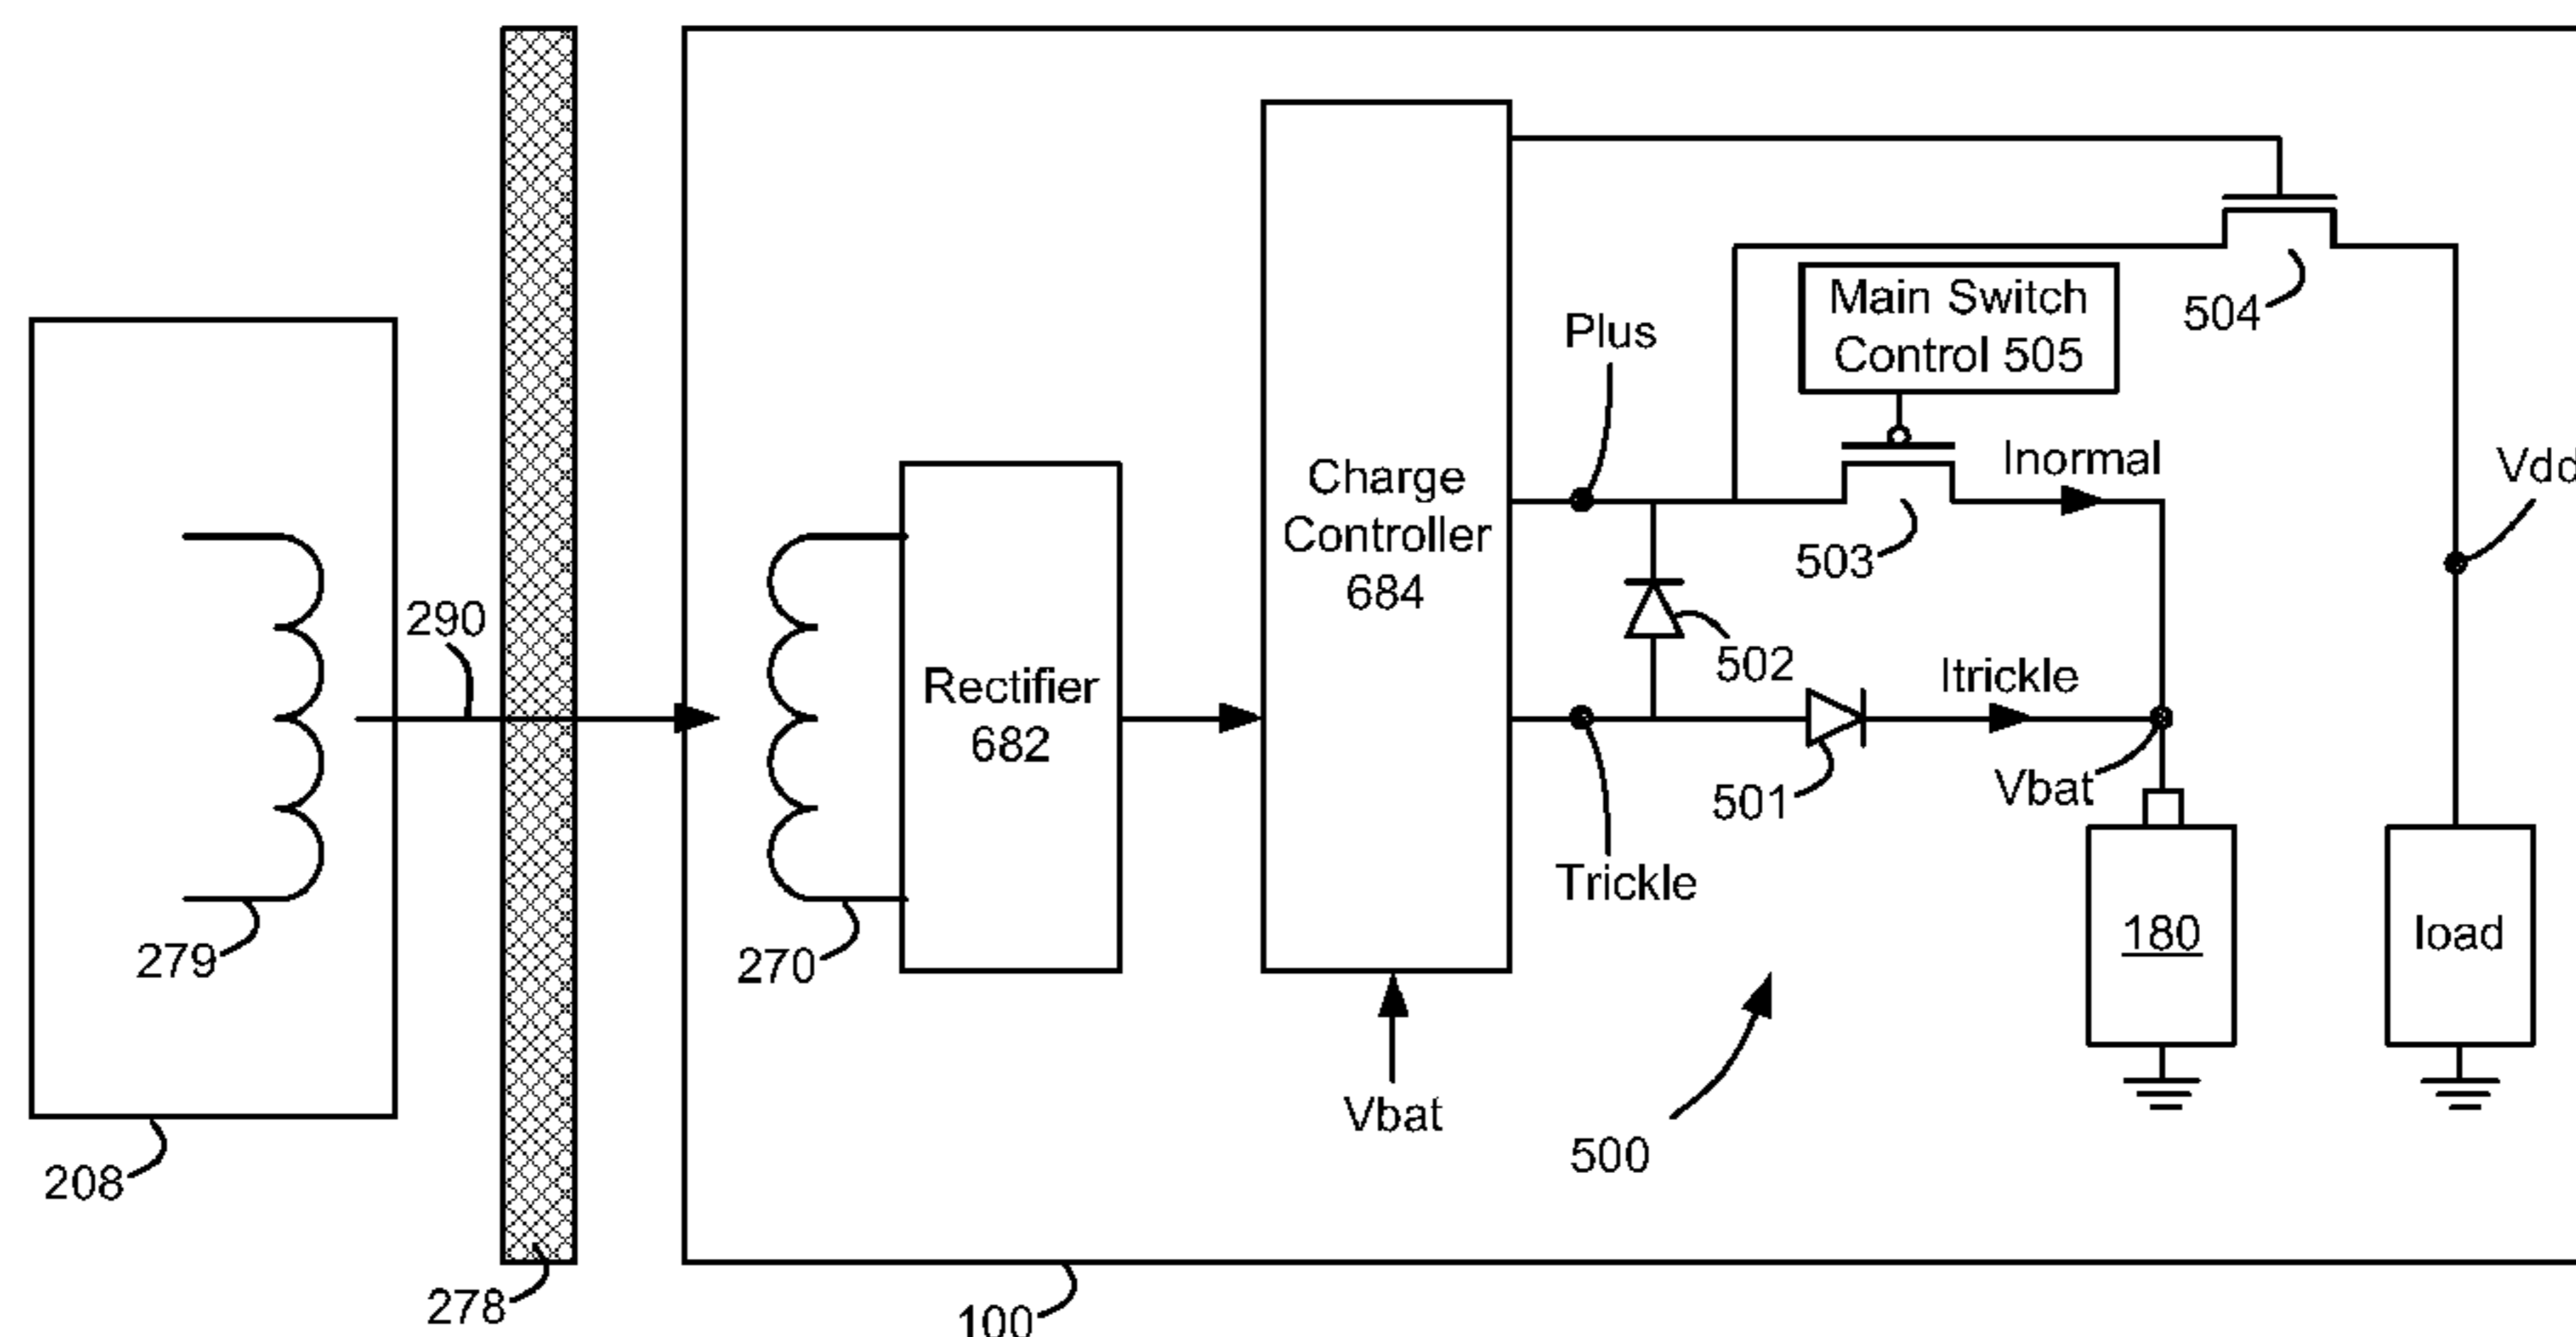 Main Switch
Control 505
504
Plus
Inormal
Vdd
503
Charge
Controller
684
290
502
Itrickle
Rectifier
682
501
Vbat
Trickle
180
load
279
270
Vbat
500
208
278
100